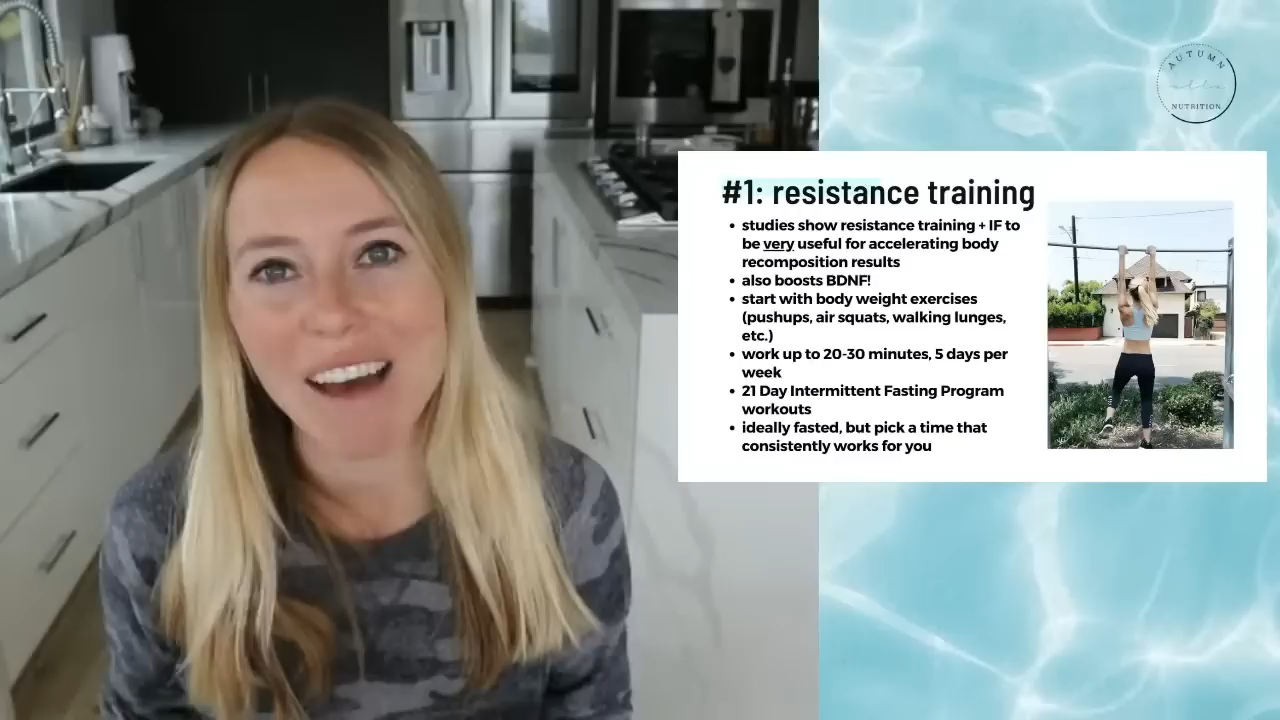 AUTUMN
NUTRITION
#1: resistance training
• studies show resistance training + IF to
be very useful for accelerating body
recomposition results
• also boosts BDNF!
• start with body weight exercises
(pushups, air squats, walking lunges,
etc.)
• work up to 20-30 minutes, 5 days per
week
• 21 Day Intermittent Fasting Program
workouts
• ideally fasted, but pick a time that
consistently works for you